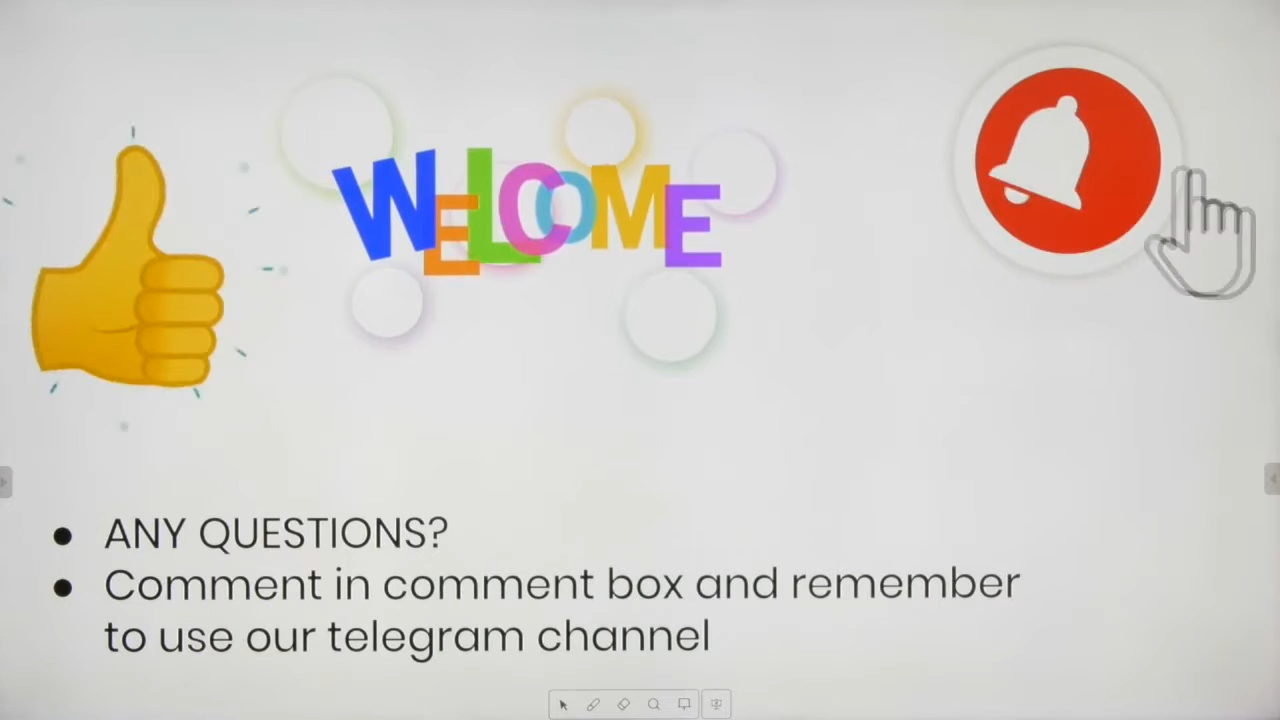 WELCOME
ANY QUESTIONS?
Comment in comment box and remember
to use our telegram channel